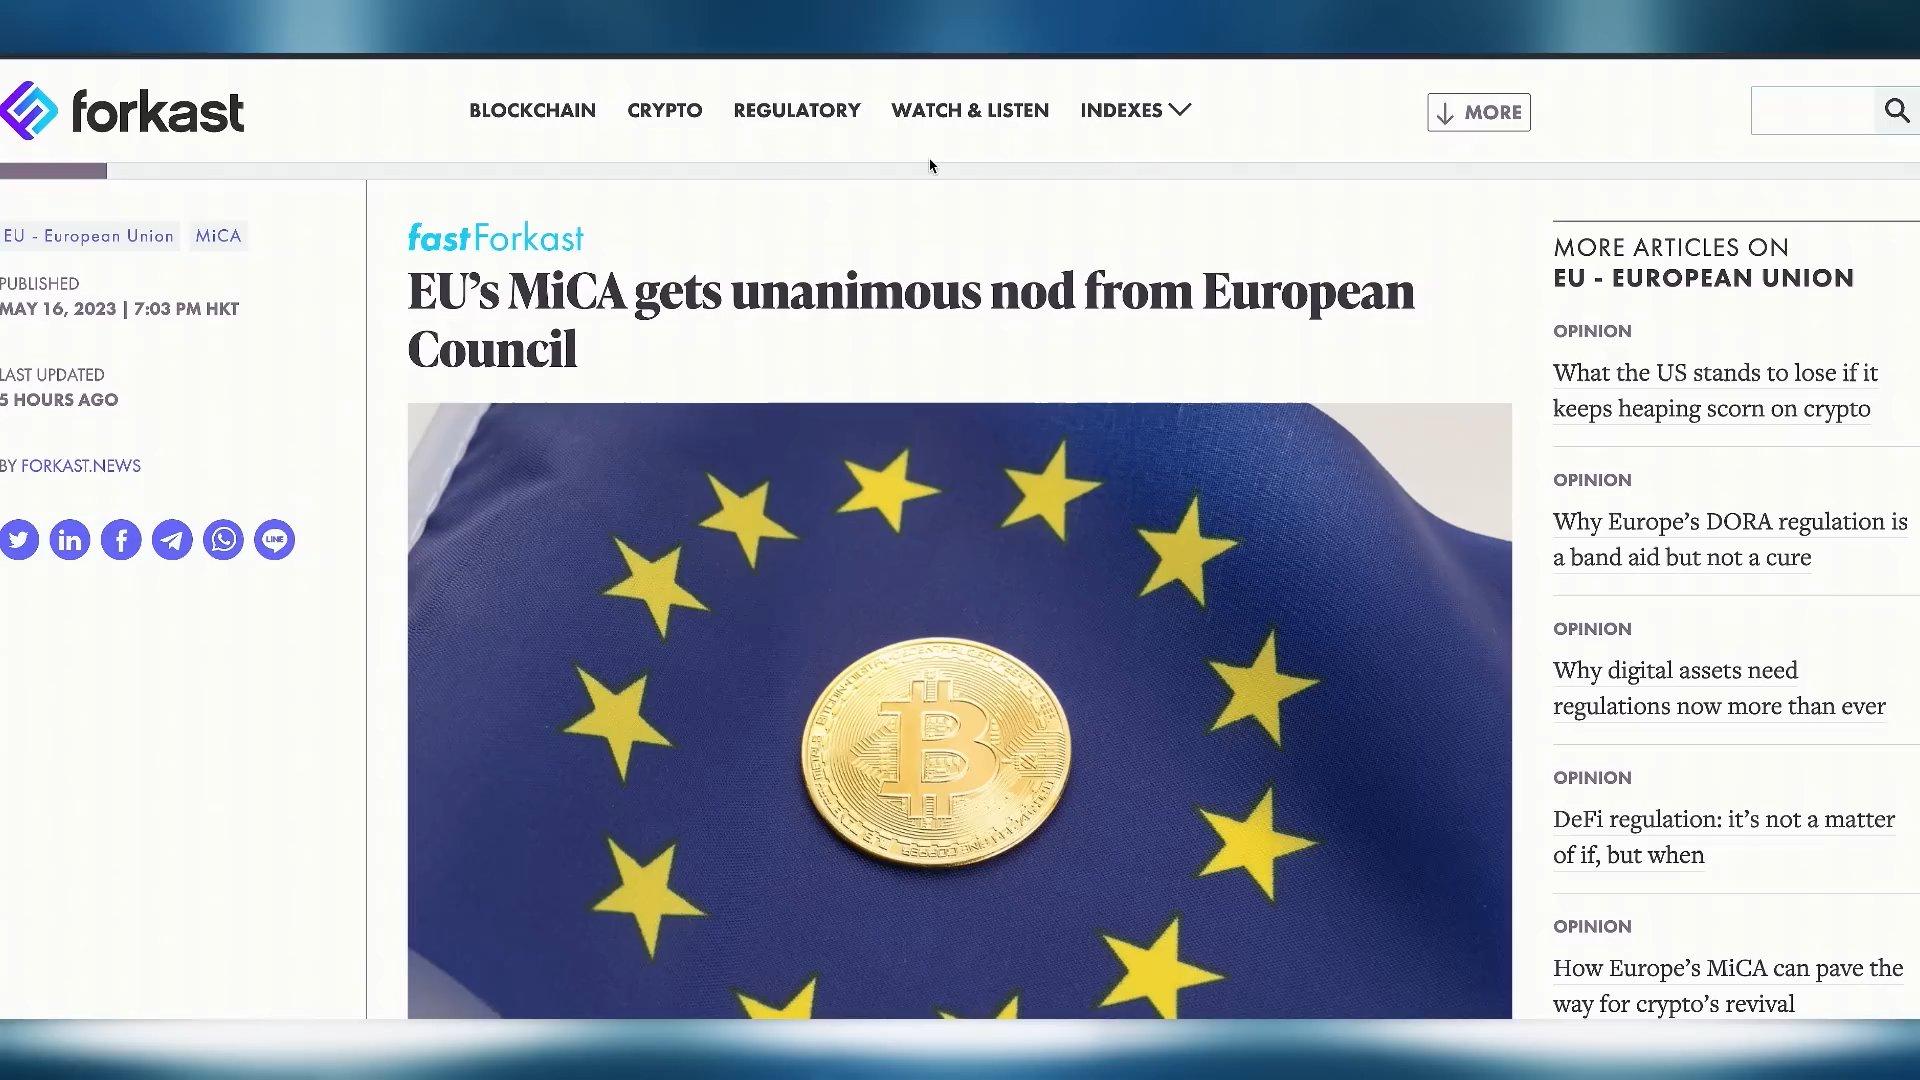 forkast
BLOCKCHAIN
CRYPTO
REGULATORY
WATCH & LISTEN
INDEXES
MORE
EU - European Union
MiCA
PUBLISHED
MAY 16, 2023 | 7:03 PM HKT
LAST UPDATED
5 HOURS AGO
BY FORKAST.NEWS
LINE
fastForkast
EU’s MiCA gets unanimous nod from European
Council
MORE ARTICLES ON
EU - EUROPEAN UNION
OPINION
What the US stands to lose if it
keeps heaping scorn on crypto
OPINION
Why Europe’s DORA regulation is
a band aid but not a cure
OPINION
Why digital assets need
regulations now more than ever
OPINION
DeFi regulation: it’s not a matter
of if, but when
OPINION
How Europe’s MiCA can pave the
way for crypto’s revival